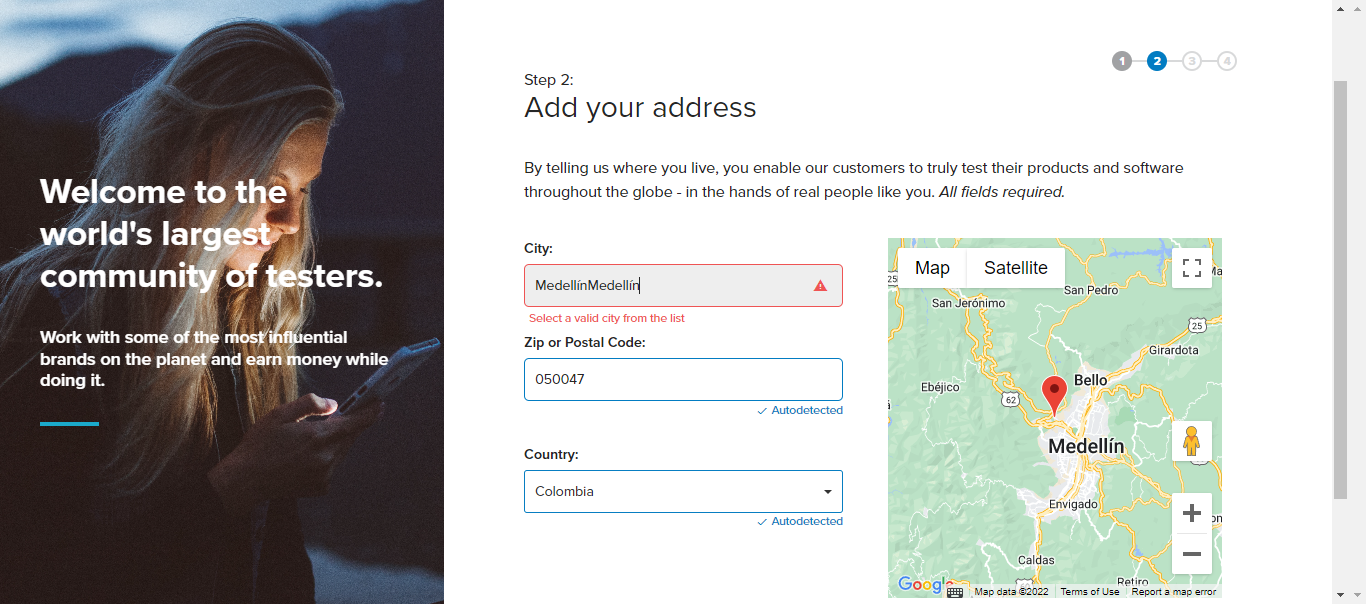 Welcome to the
world's largest
community of testers.
Work with some of the most influential
brands on the planet and earn money while
doing it.
1 2 3 4
Step 2:
Add your address
By telling us where you live, you enable our customers to truly test their products and software
throughout the globe - in the hands of real people like you. All fields required.
City:
MedellínMedellín
Select a valid city from the list
Zip or Postal Code:
050047
Autodetected
Country:
Colombia
Autodetected
Map Satellite
25
San Pedro
San Jerónimo
25
Girardota
Bello
Ebéjico
62
Medellín
Envigado
Caldas
Retiro
60
Google
Map data ©2022 Terms of Use Report a map error